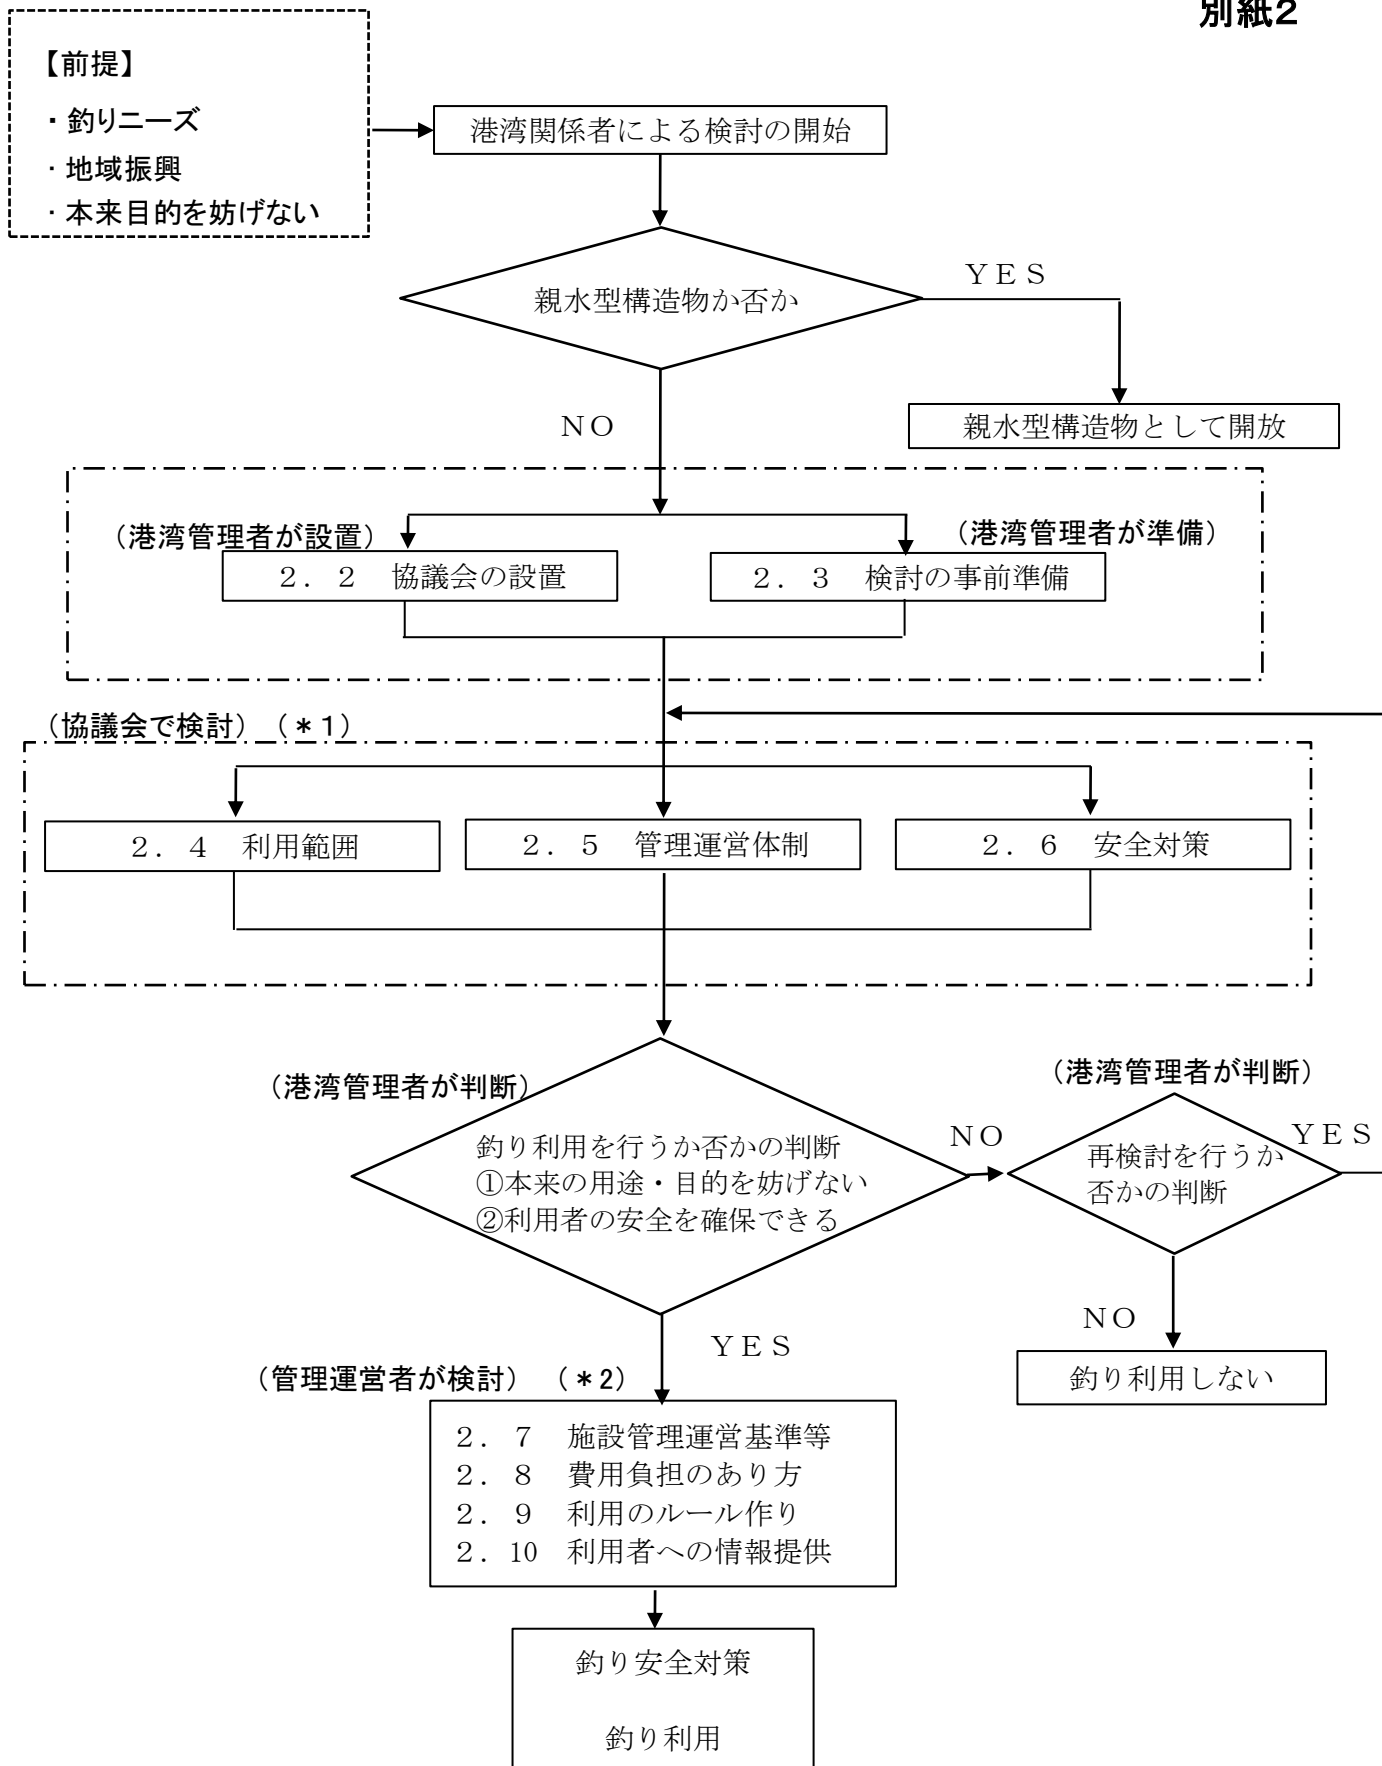 別紙2
【前提】
・釣りニーズ
・地域振興
・本来目的を妨げない
港湾関係者による検討の開始
親水型構造物か否か
ＹＥＳ
親水型構造物として開放
ＮＯ
（港湾管理者が設置）
（港湾管理者が準備）
２．２　協議会の設置
２．３　検討の事前準備
（協議会で検討）（＊１）
２．４　利用範囲
２．５　管理運営体制
２．６　安全対策
（港湾管理者が判断）
（港湾管理者が判断）
釣り利用を行うか否かの判断
①本来の用途・目的を妨げない
②利用者の安全を確保できる
ＮＯ
再検討を行うか
否かの判断
ＹＥＳ
ＮＯ
釣り利用しない
ＹＥＳ
（管理運営者が検討）（＊2）
２．７　施設管理運営基準等
２．８　費用負担のあり方
２．９　利用のルール作り
２．10　利用者への情報提供
釣り安全対策
釣り利用